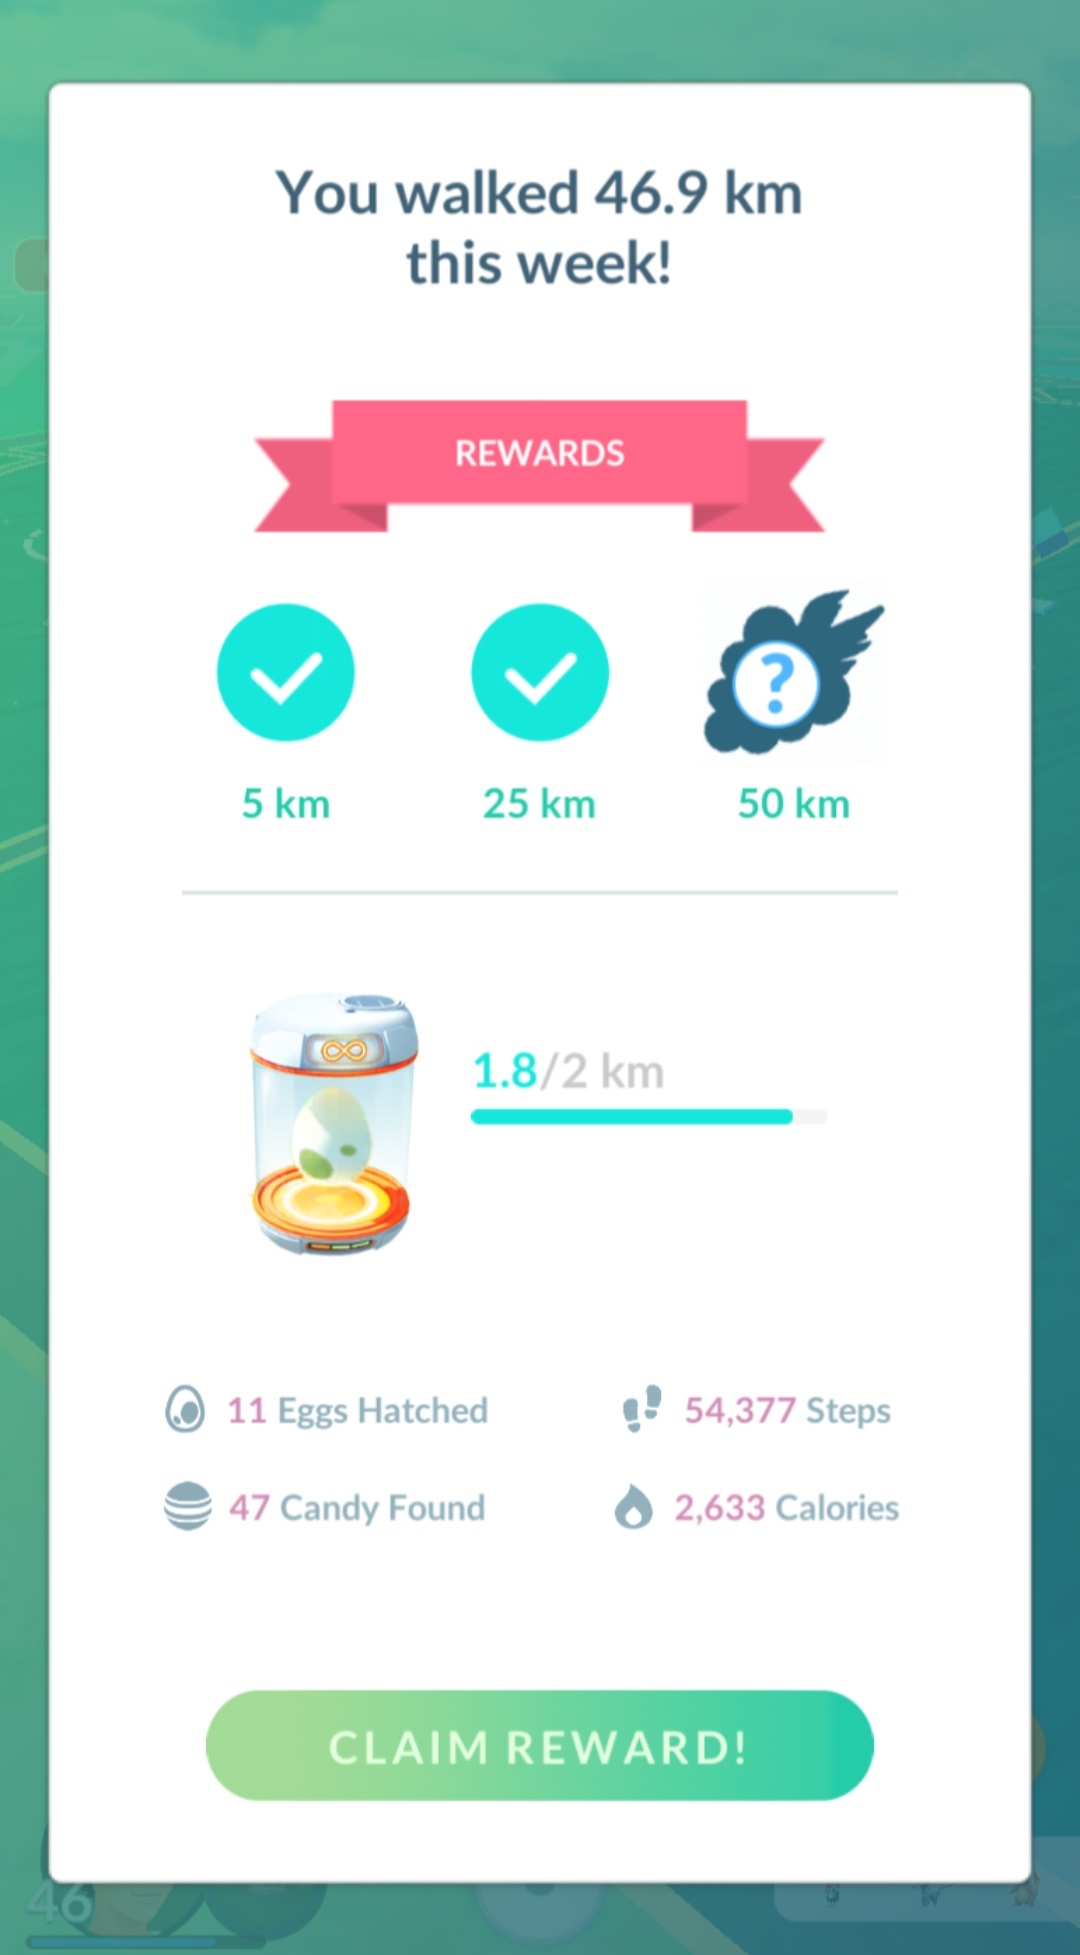 You walked 46.9 km
this week!
REWARDS
?
5 km
25 km
50 km
1.8/2 km
11 Eggs Hatched
54,377 Steps
47 Candy Found
2,633 Calories
CLAIM REWARD!
46